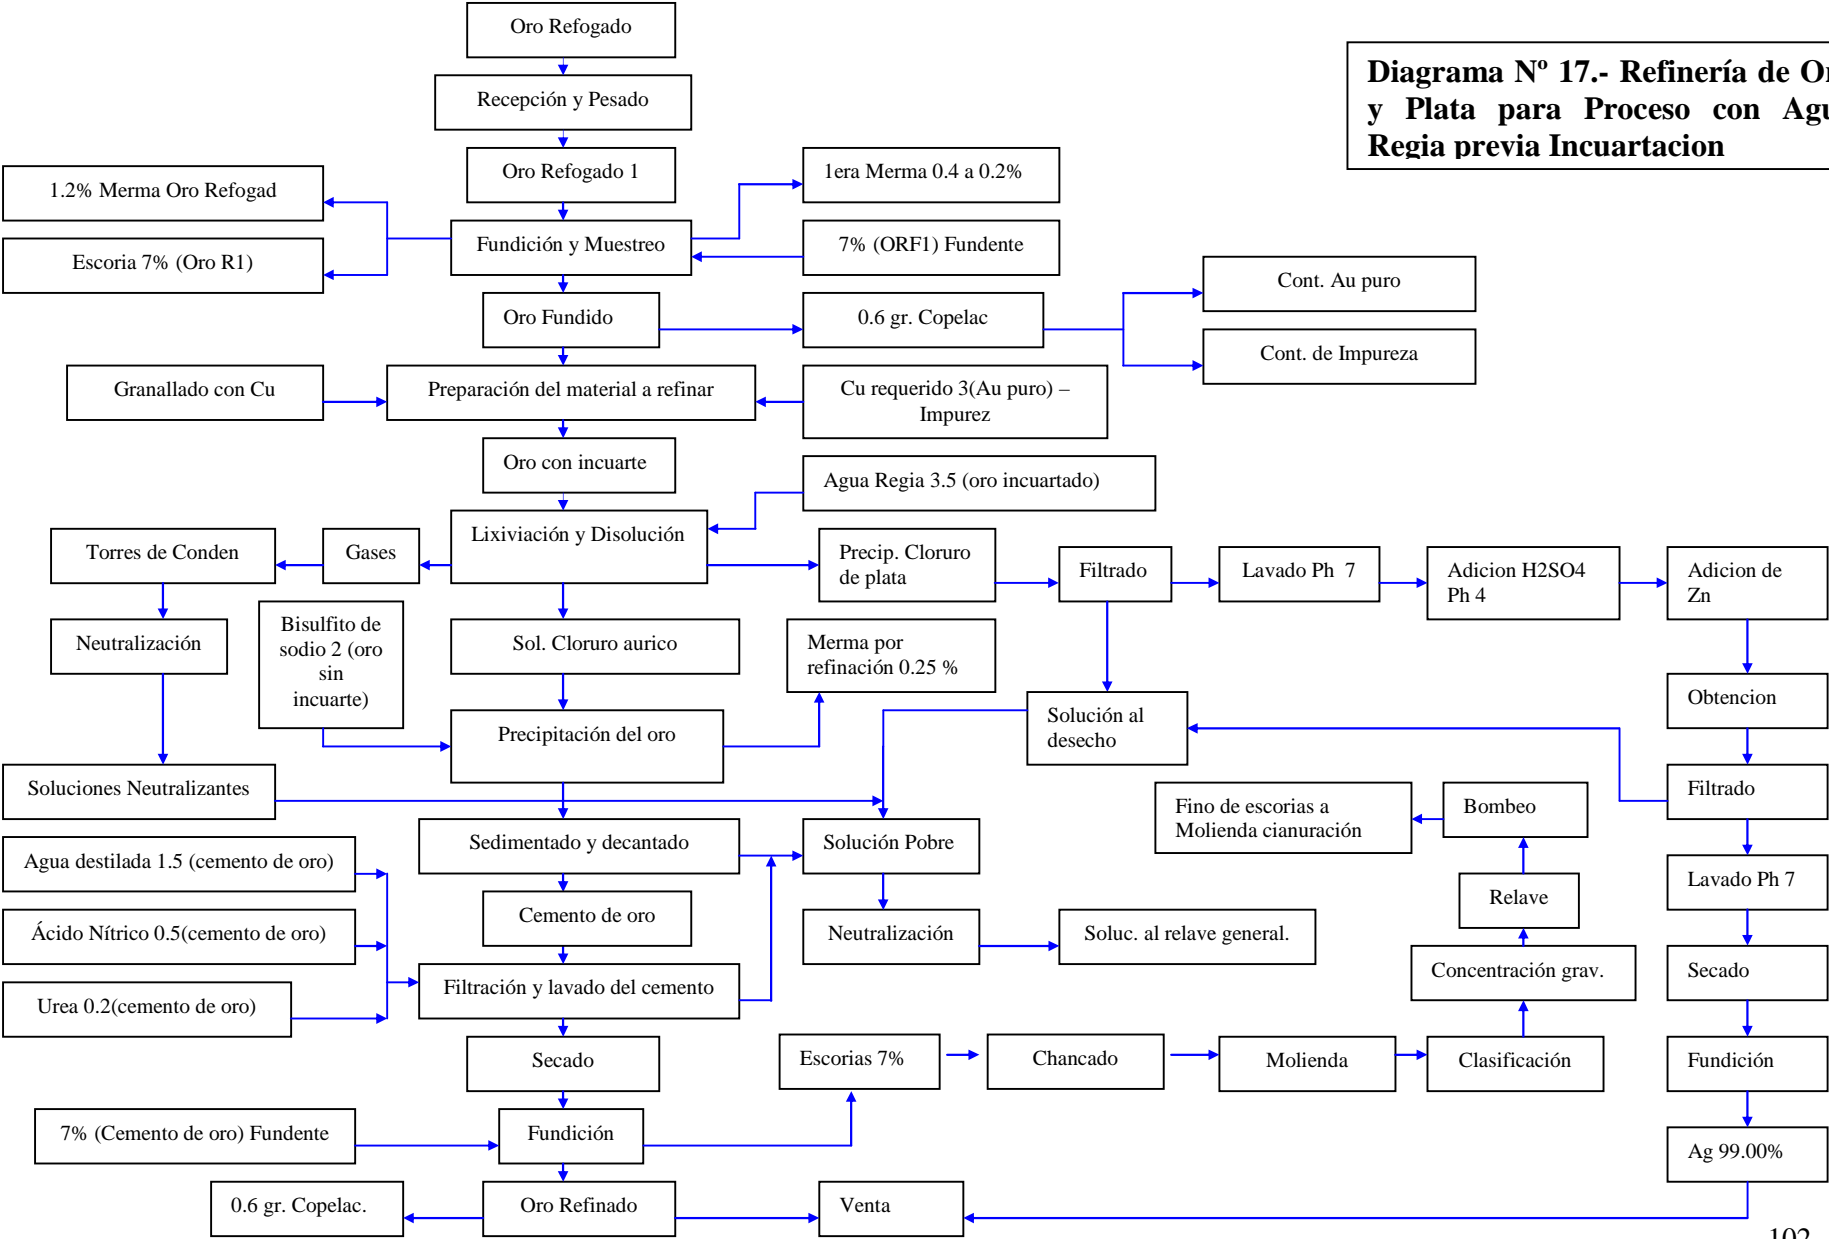 Oro Refogado
Diagrama Nº 17.- Refinería de Or
y Plata para Proceso con Agu
Regia previa Incuartacion
Recepción y Pesado
Oro Refogado 1
1era Merma 0.4 a 0.2%
1.2% Merma Oro Refogad
Fundición y Muestreo
7% (ORF1) Fundente
Escoria 7% (Oro R1)
Cont. Au puro
Oro Fundido
0.6 gr. Copelac
Cont. de Impureza
Granallado con Cu
Preparación del material a refinar
Cu requerido 3(Au puro) –
Impurez
Oro con incuarte
Agua Regia 3.5 (oro incuartado)
Lixiviación y Disolución
Torres de Conden
Gases
Precip. Cloruro
de plata
Filtrado
Lavado Ph 7
Adicion H2SO4
Ph 4
Adicion de
Zn
Neutralización
Bisulfito de
sodio 2 (oro
sin
incuarte)
Sol. Cloruro aurico
Merma por
refinación 0.25 %
Obtencion
Precipitación del oro
Solución al
desecho
Soluciones Neutralizantes
Filtrado
Fino de escorias a
Molienda cianuración
Bombeo
Sedimentado y decantado
Solución Pobre
Agua destilada 1.5 (cemento de oro)
Lavado Ph 7
Relave
Cemento de oro
Ácido Nítrico 0.5(cemento de oro)
Neutralización
Soluc. al relave general.
Concentración grav.
Secado
Filtración y lavado del cemento
Urea 0.2(cemento de oro)
Secado
Escorias 7%
Chancado
Molienda
Clasificación
Fundición
7% (Cemento de oro) Fundente
Fundición
Ag 99.00%
0.6 gr. Copelac.
Oro Refinado
Venta
102